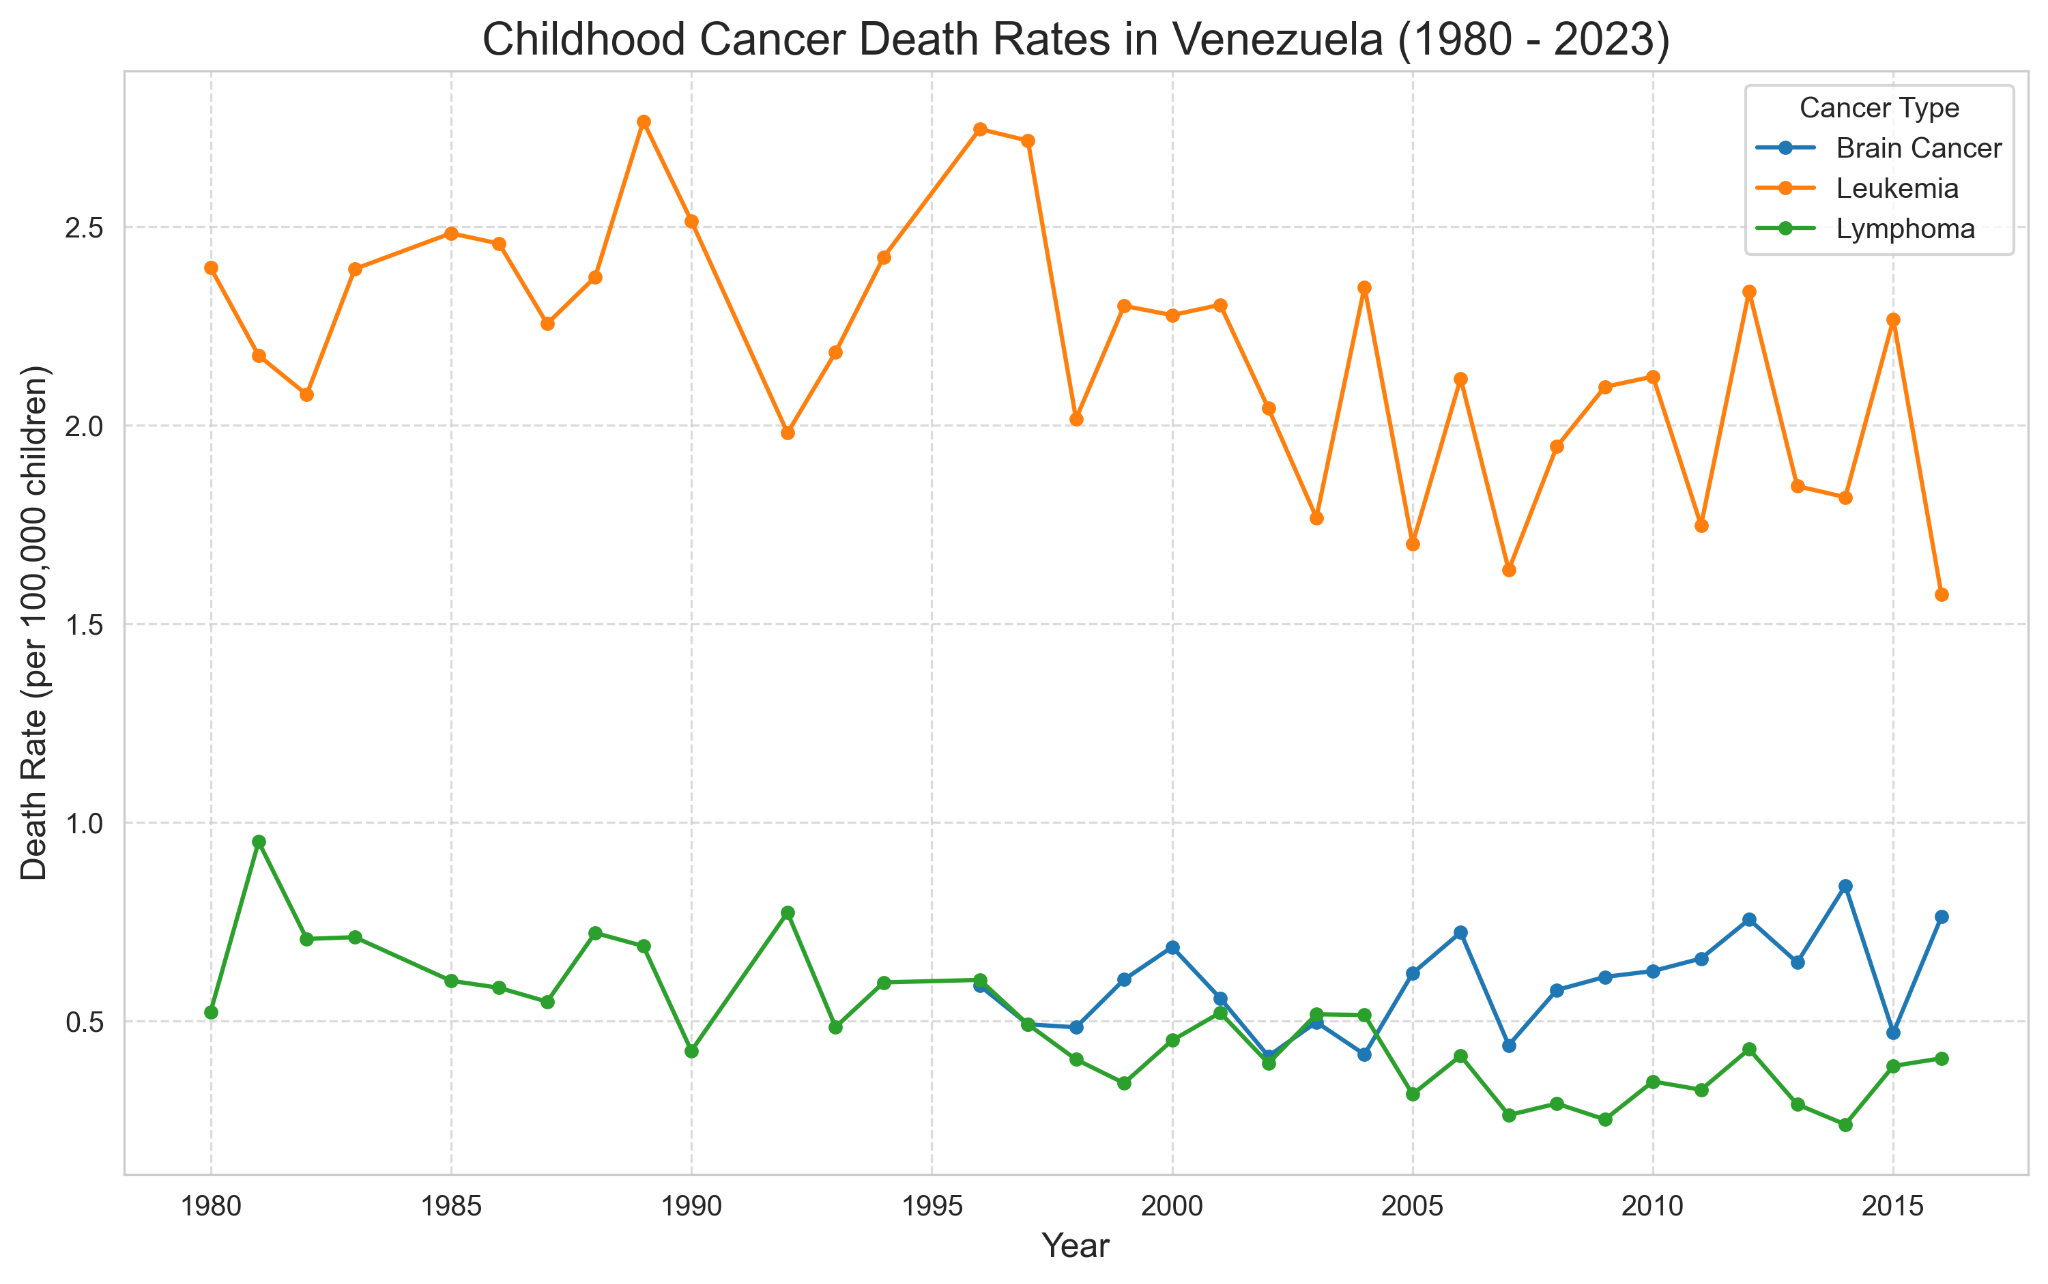 Childhood Cancer Death Rates in Venezuela (1980 - 2023)
Cancer Type
Brain Cancer
Leukemia
Lymphoma
Death Rate (per 100,000 children)
2.5
2.0
1.5
1.0
0.5
1980 1985 1990 1995 2000 2005 2010 2015
Year